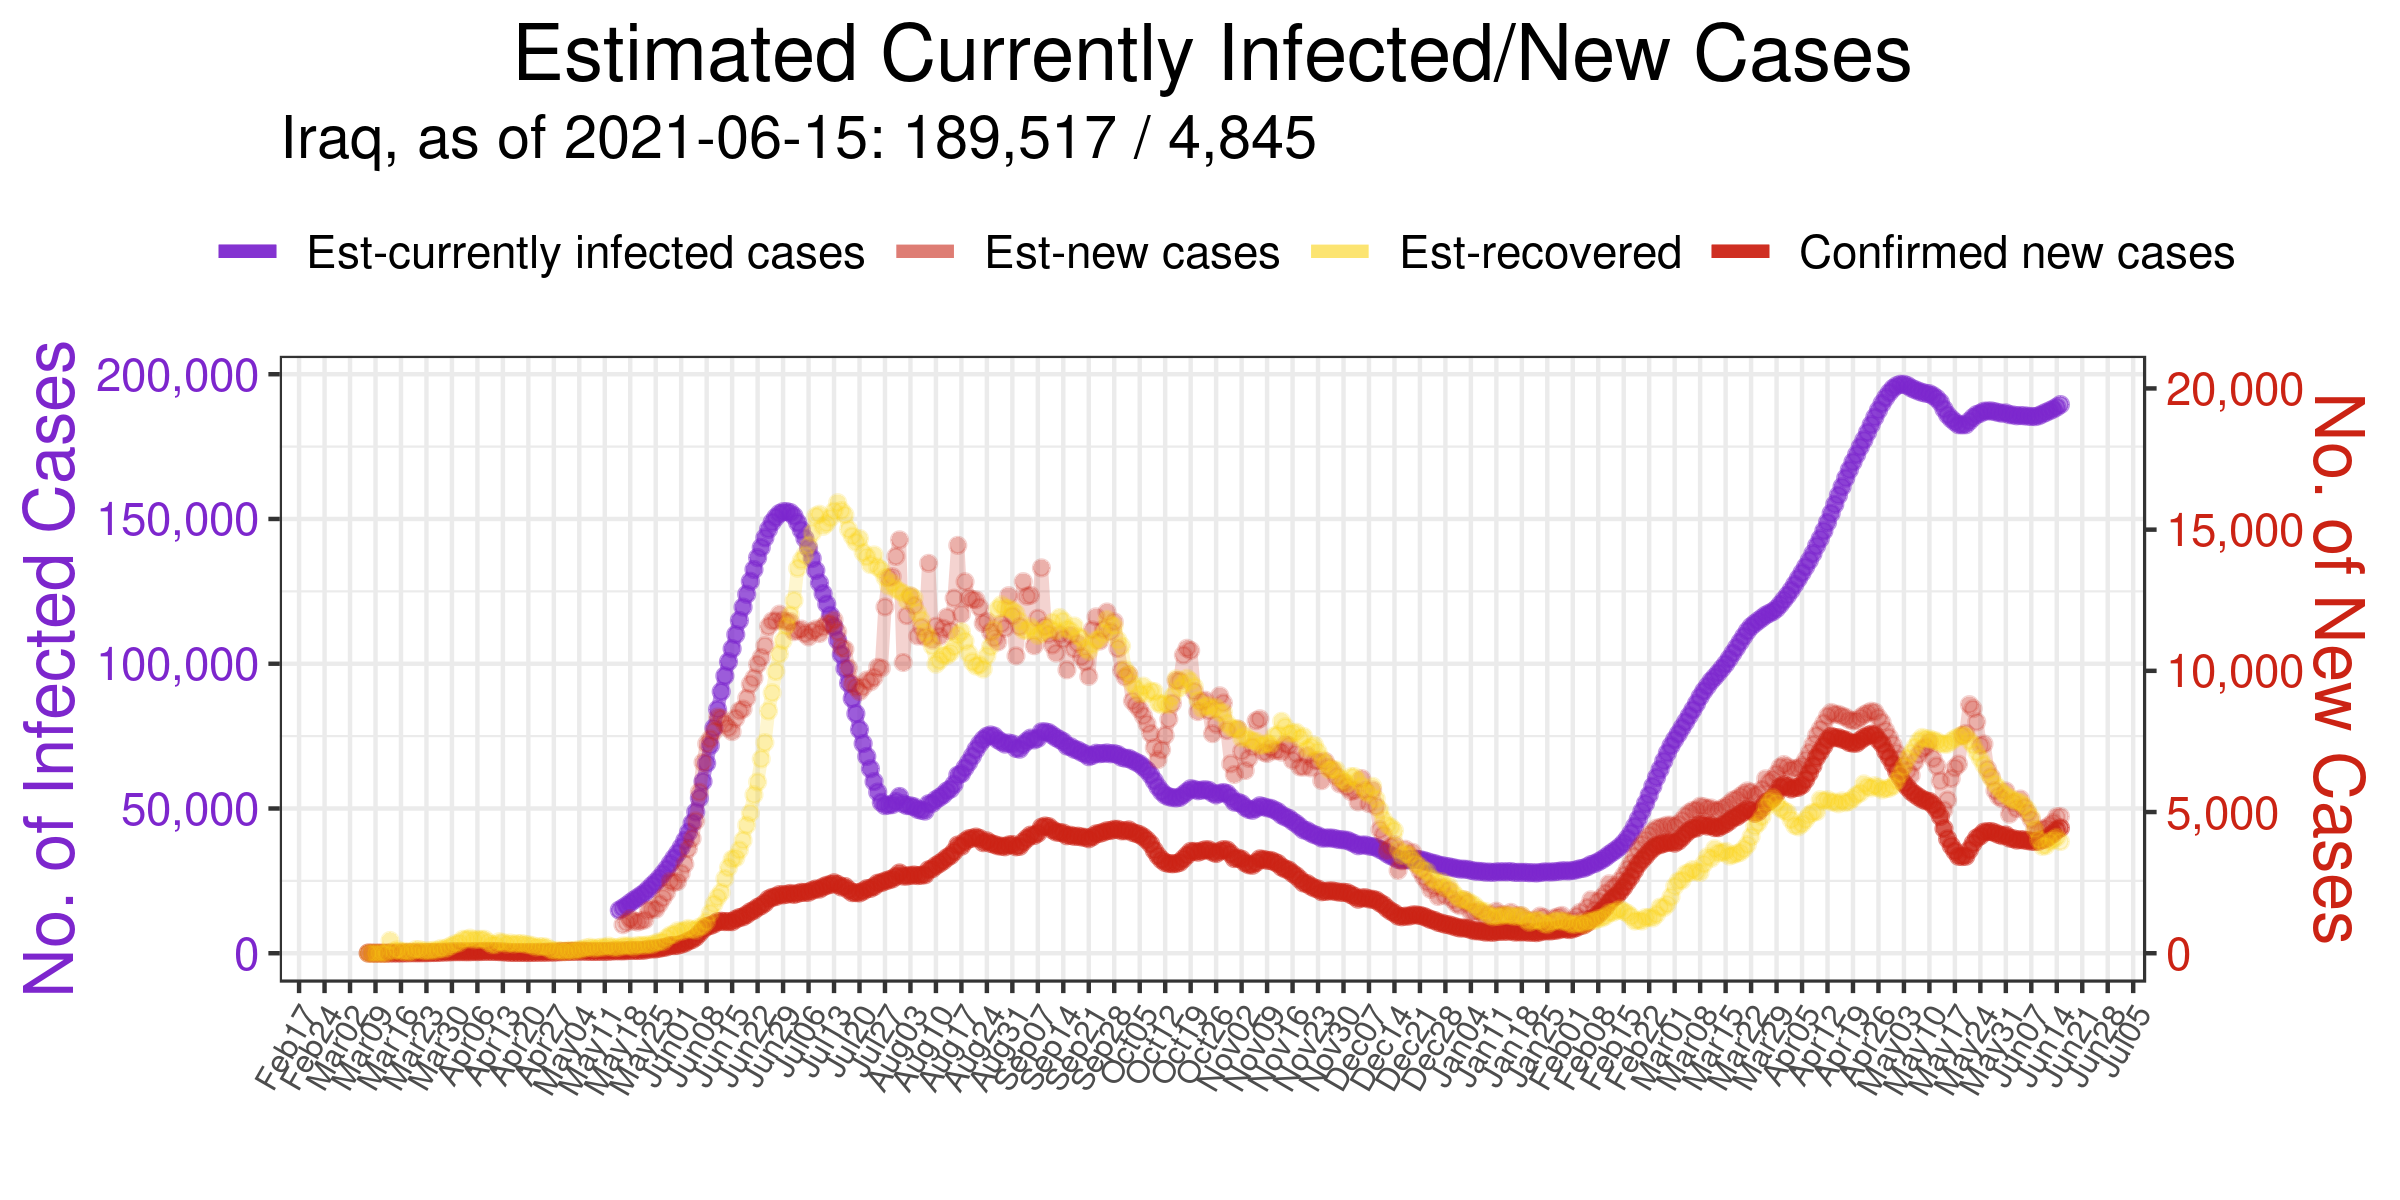 Estimated Currently Infected/New Cases
Iraq, as of 2021-06-15: 189,517 / 4,845
Est-currently infected cases
Est-new cases
Est-recovered
Confirmed new cases
No. of Infected Cases
200,000
150,000
100,000
50,000
0
20,000
15,000
10,000
5,000
0
No. of New Cases
Feb17
Feb24
Mar02
Mar09
Mar16
Mar23
Mar30
Apr06
Apr13
Apr20
Apr27
May04
May11
May18
May25
Jun01
Jun08
Jun15
Jun22
Jun29
Jul06
Jul13
Jul20
Jul27
Aug03
Aug10
Aug17
Aug24
Aug31
Sep07
Sep14
Sep21
Sep28
Oct05
Oct12
Oct19
Oct26
Nov02
Nov09
Nov16
Nov23
Nov30
Dec07
Dec14
Dec21
Dec28
Jan04
Jan11
Jan18
Jan25
Feb01
Feb08
Feb15
Feb22
Mar01
Mar08
Mar15
Mar22
Mar29
Apr05
Apr12
Apr19
Apr26
May03
May10
May17
May24
May31
Jun07
Jun14
Jun21
Jun28
Jul05